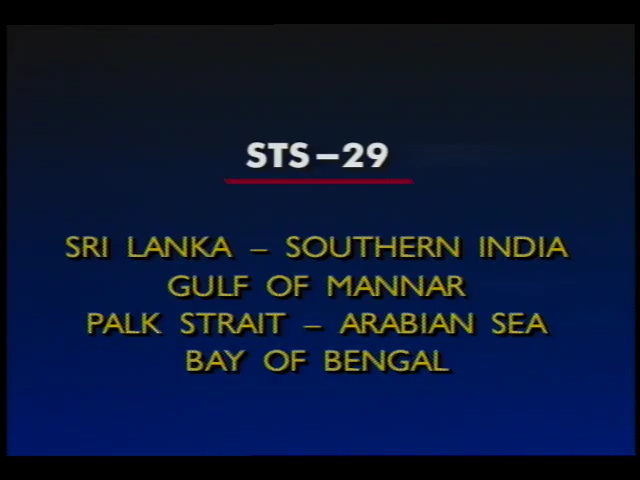 STS–29
SRI LANKA – SOUTHERN INDIA
GULF OF MANNAR
PALK STRAIT – ARABIAN SEA
BAY OF BENGAL